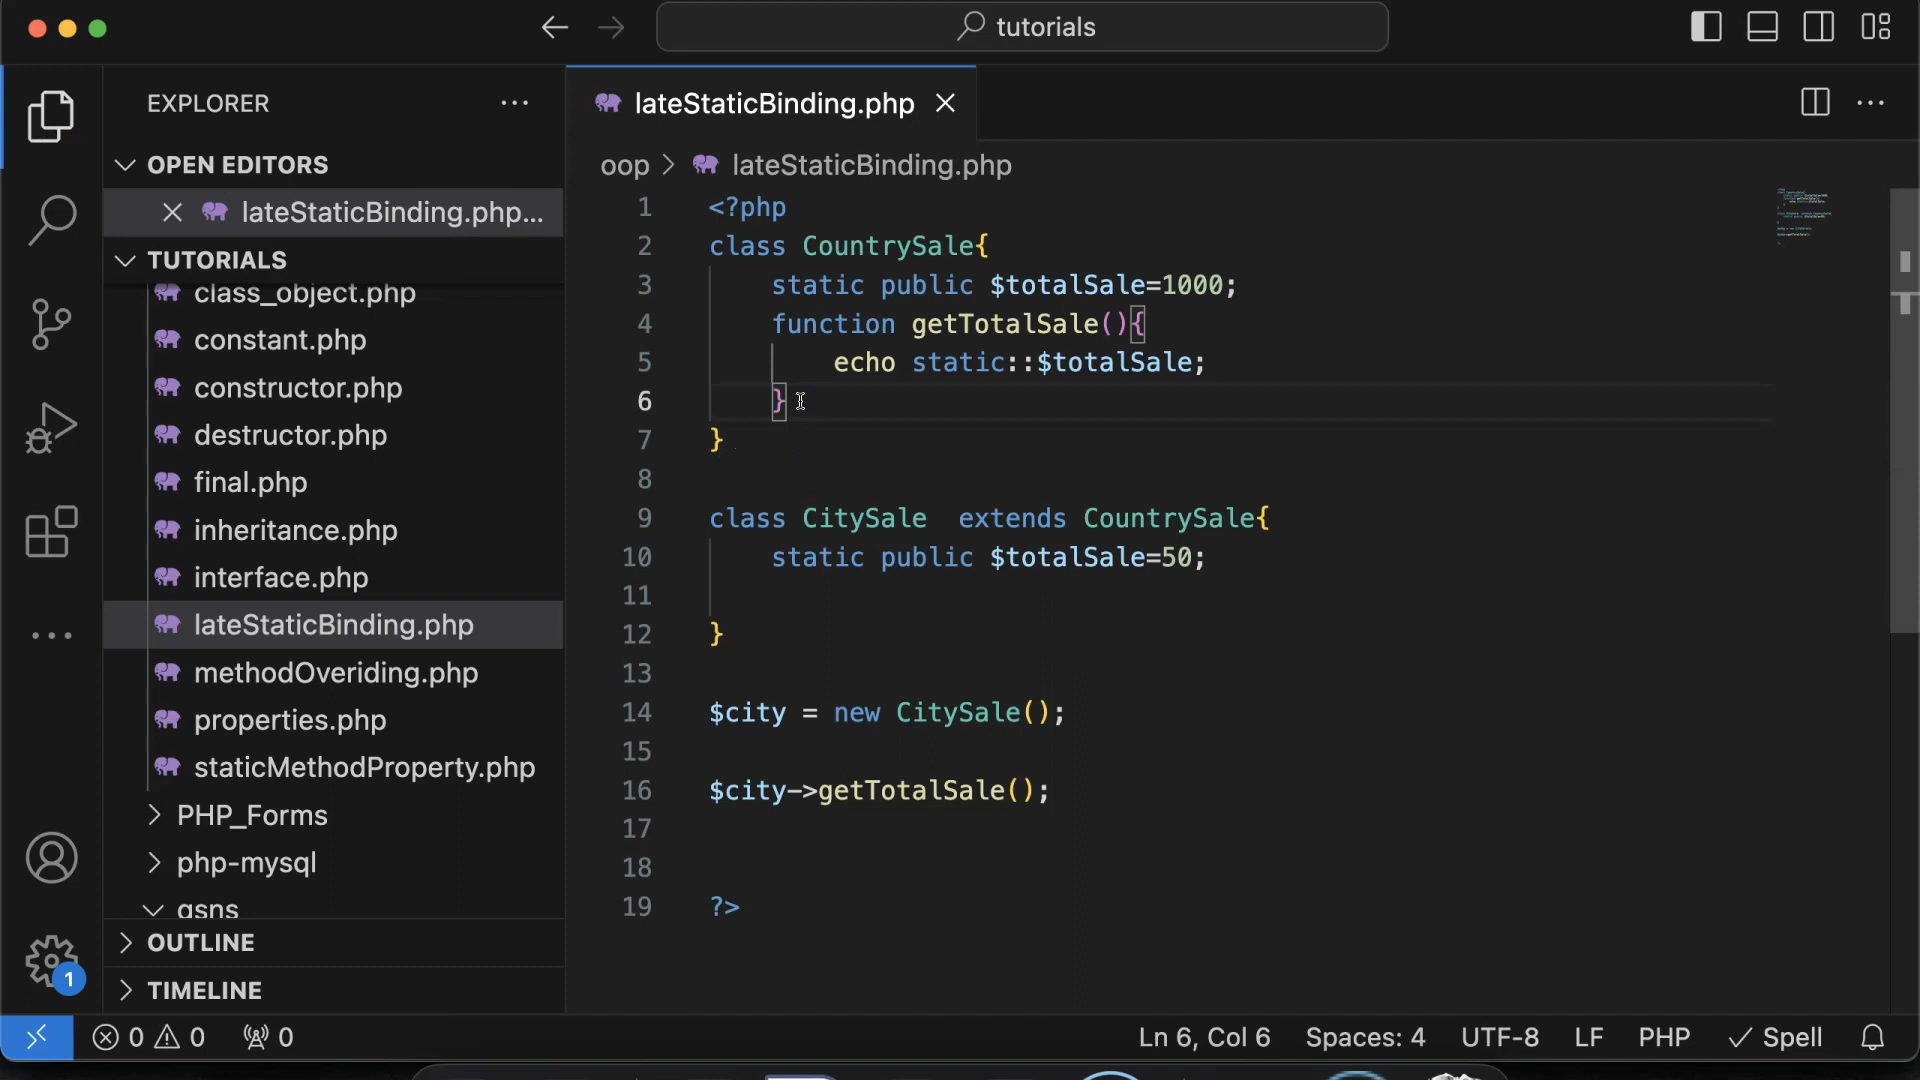 tutorials
EXPLORER
OPEN EDITORS
lateStaticBinding.php...
TUTORIALS
class_object.php
constant.php
constructor.php
destructor.php
final.php
inheritance.php
interface.php
lateStaticBinding.php
methodOveriding.php
properties.php
staticMethodProperty.php
PHP_Forms
php-mysql
qsns
OUTLINE
TIMELINE
1
lateStaticBinding.php
oop > lateStaticBinding.php
1 <?php
2 class CountrySale{
3 static public $totalSale=1000;
4 function getTotalSale(){
5 echo static::$totalSale;
6 }
7 }
8
9 class CitySale  extends CountrySale{
10 static public $totalSale=50;
11
12 }
13
14 $city = new CitySale();
15
16 $city->getTotalSale();
17
18
19 ?>
0 0 0 Ln 6, Col 6 Spaces: 4 UTF-8 LF PHP Spell